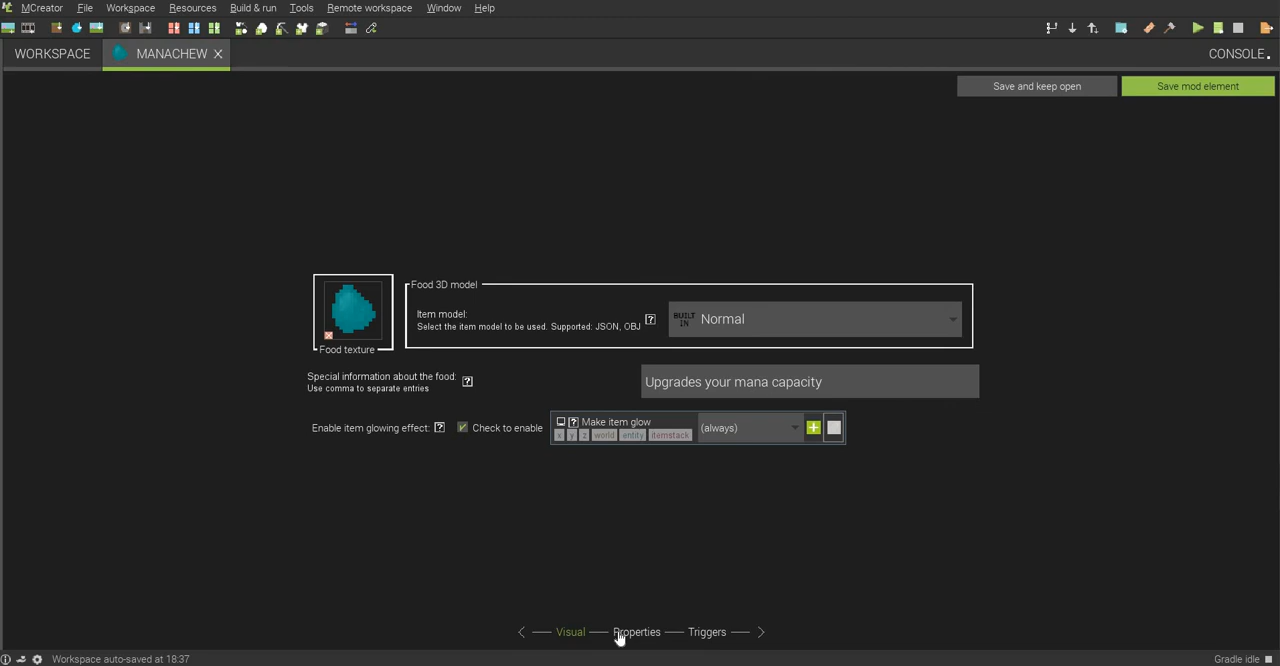 MCreator File Workspace Resources Build & run Tools Remote workspace Window Help
WORKSPACE MANACHEW CONSOLE
Save and keep open Save mod element
Food 3D model
Item model:
Select the item model to be used. Supported: JSON, OBJ
BUILT IN Normal
Food texture
Special information about the food:
Use comma to separate entries
Upgrades your mana capacity
Enable item glowing effect: Check to enable
Make item glow
x y z world entity itemstack
(always)
Visual Properties Triggers
Workspace auto-saved at 18:37 Gradle idle